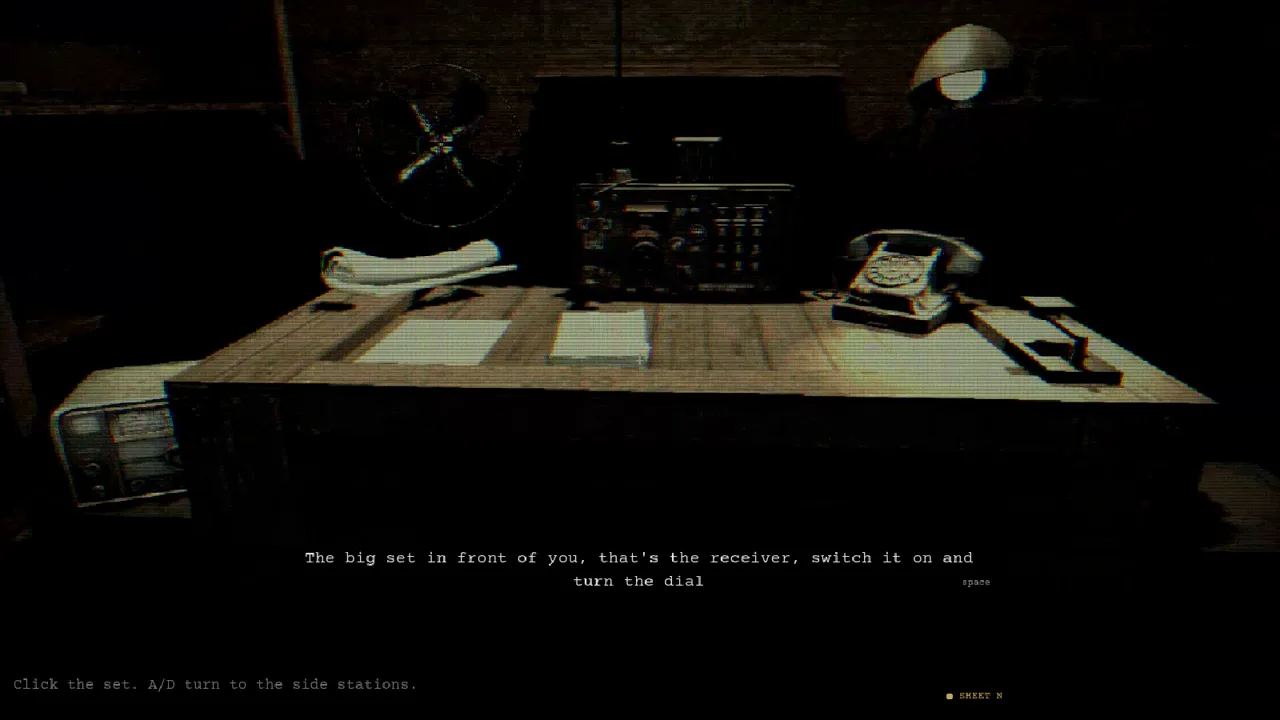 The big set in front of you, that's the receiver, switch it on and
turn the dial
space
Click the set. A/D turn to the side stations.
SHEET N